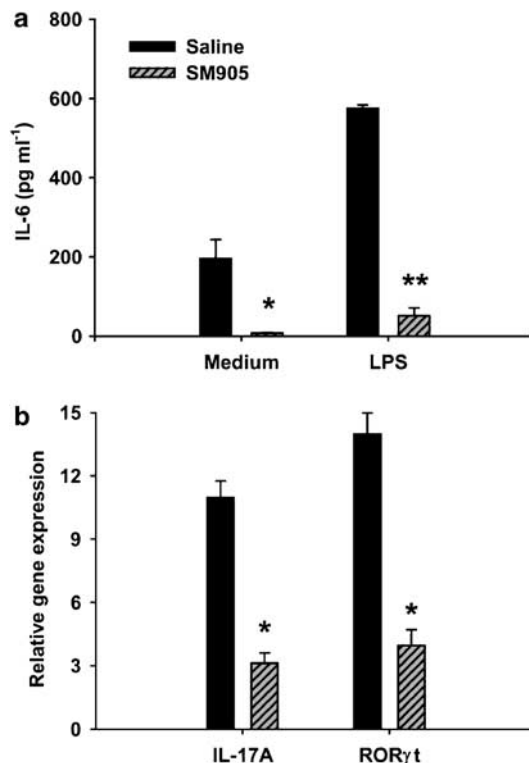 a
800
600
400
200
0
IL-6 (pg ml⁻¹)
Saline
SM905
*
**
Medium
LPS
b
15
12
9
6
3
0
Relative gene expression
*
*
IL-17A
RORγt